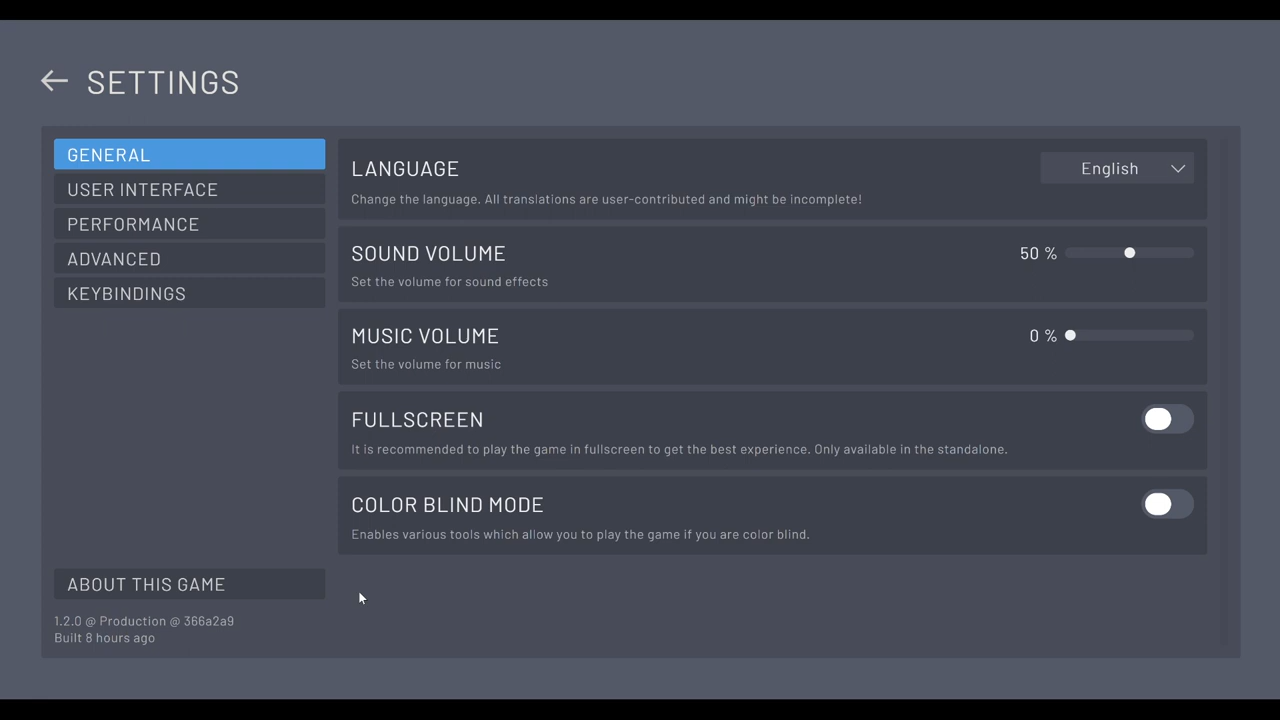 SETTINGS
GENERAL
USER INTERFACE
PERFORMANCE
ADVANCED
KEYBINDINGS
ABOUT THIS GAME
1.2.0 @ Production @ 366a2a9
Built 8 hours ago
LANGUAGE
English
Change the language. All translations are user-contributed and might be incomplete!
SOUND VOLUME
50 %
Set the volume for sound effects
MUSIC VOLUME
0 %
Set the volume for music
FULLSCREEN
It is recommended to play the game in fullscreen to get the best experience. Only available in the standalone.
COLOR BLIND MODE
Enables various tools which allow you to play the game if you are color blind.